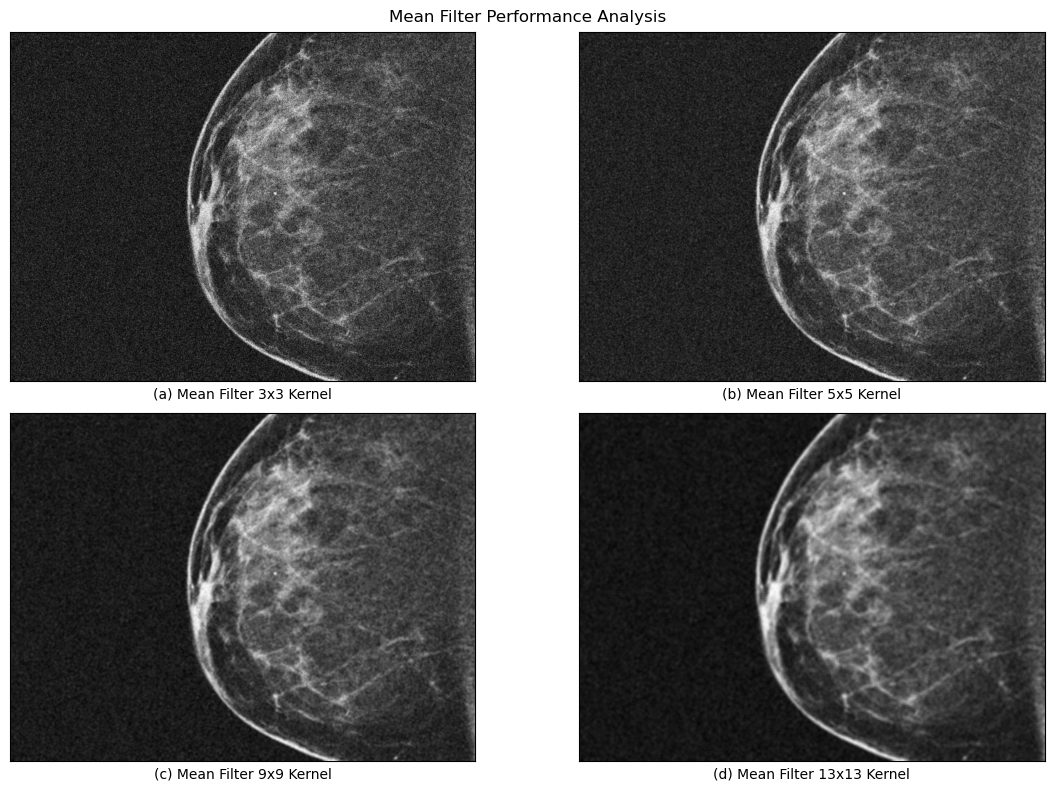 Mean Filter Performance Analysis
(a) Mean Filter 3x3 Kernel
(b) Mean Filter 5x5 Kernel
(c) Mean Filter 9x9 Kernel
(d) Mean Filter 13x13 Kernel